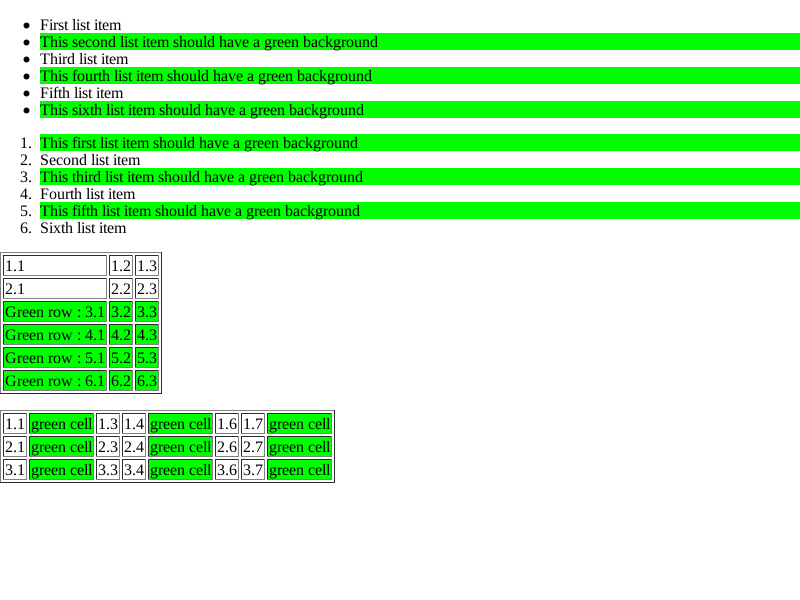 • First list item
• This second list item should have a green background
• Third list item
• This fourth list item should have a green background
• Fifth list item
• This sixth list item should have a green background
1. This first list item should have a green background
2. Second list item
3. This third list item should have a green background
4. Fourth list item
5. This fifth list item should have a green background
6. Sixth list item
1.1 1.2 1.3
2.1 2.2 2.3
Green row : 3.1 3.2 3.3
Green row : 4.1 4.2 4.3
Green row : 5.1 5.2 5.3
Green row : 6.1 6.2 6.3
1.1 green cell 1.3 1.4 green cell 1.6 1.7 green cell
2.1 green cell 2.3 2.4 green cell 2.6 2.7 green cell
3.1 green cell 3.3 3.4 green cell 3.6 3.7 green cell